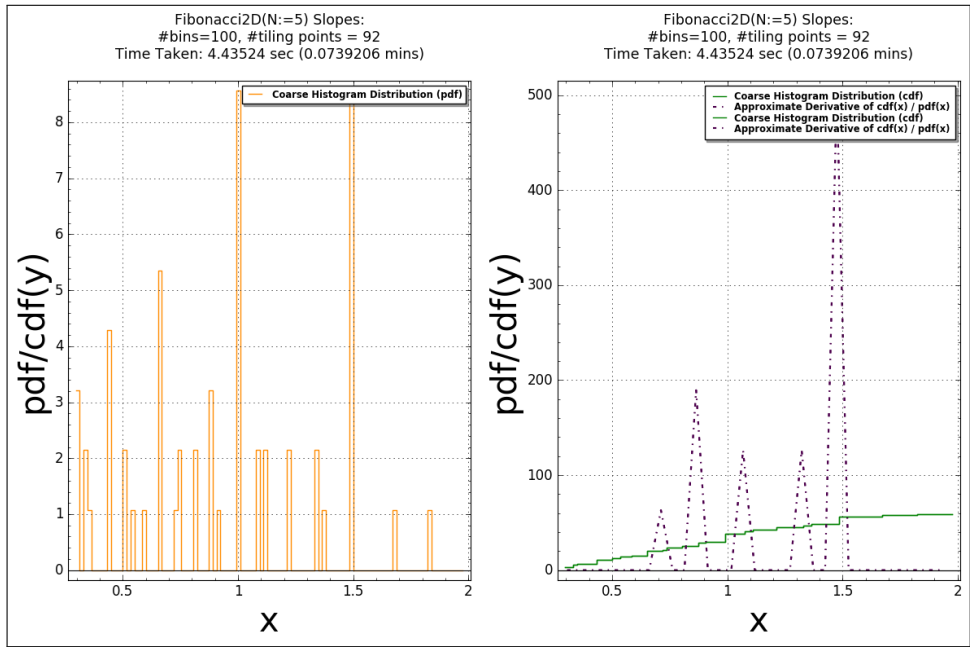 Fibonacci2D(N:=5) Slopes:
#bins=100, #tiling points = 92
Time Taken: 4.43524 sec (0.0739206 mins)
Coarse Histogram Distribution (pdf)
pdf/cdf(y)
8
7
6
5
4
3
2
1
0
0.5
1
1.5
2
x
Fibonacci2D(N:=5) Slopes:
#bins=100, #tiling points = 92
Time Taken: 4.43524 sec (0.0739206 mins)
Coarse Histogram Distribution (cdf)
Approximate Derivative of cdf(x) / pdf(x)
Coarse Histogram Distribution (cdf)
Approximate Derivative of cdf(x) / pdf(x)
pdf/cdf(y)
500
400
300
200
100
0
0.5
1
1.5
2
x